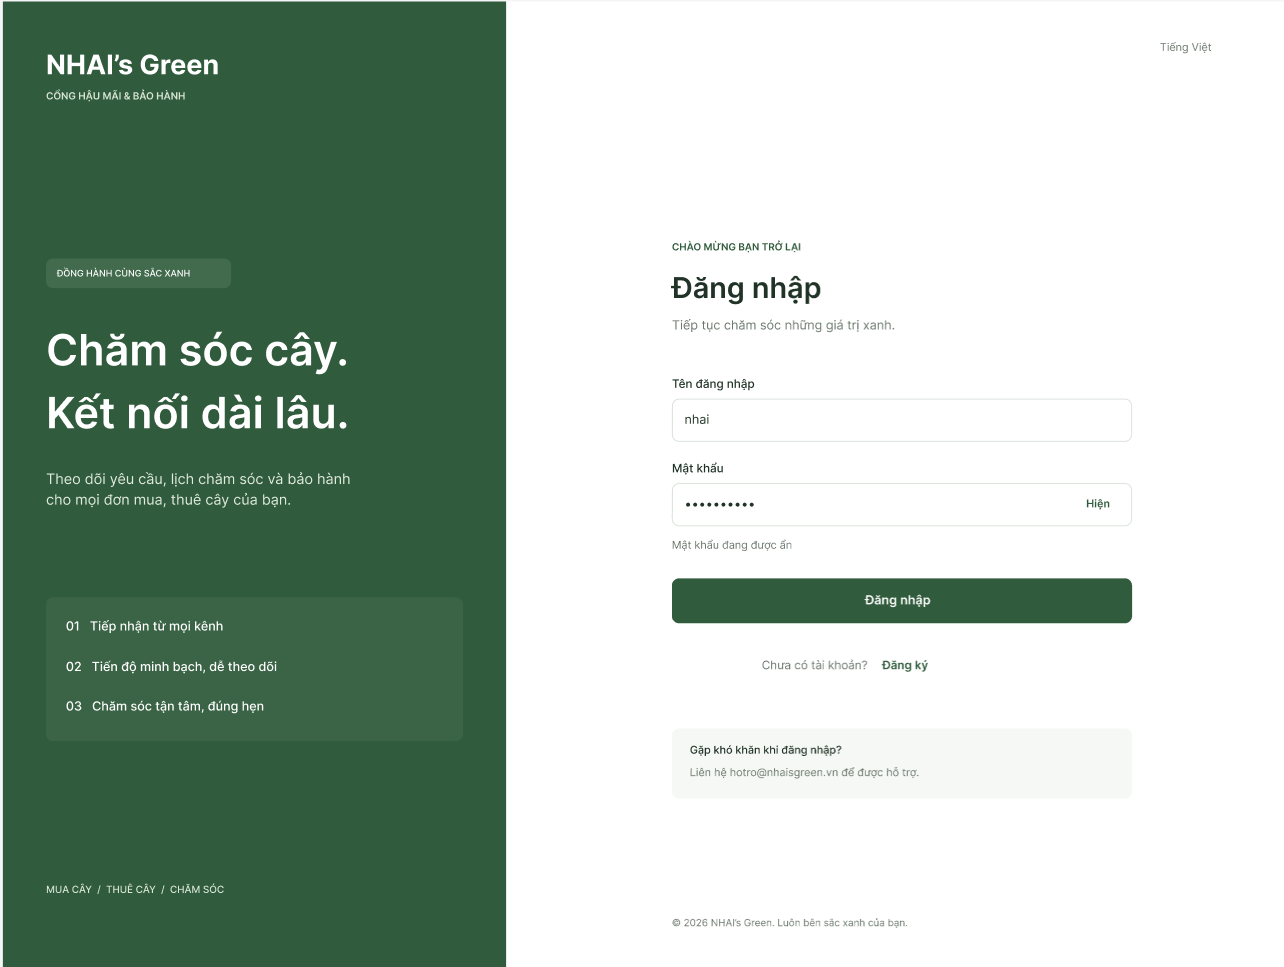 NHAI’s Green
CỔNG HẬU MÃI & BẢO HÀNH
ĐỒNG HÀNH CÙNG SẮC XANH
Chăm sóc cây.
Kết nối dài lâu.
Theo dõi yêu cầu, lịch chăm sóc và bảo hành
cho mọi đơn mua, thuê cây của bạn.
01 Tiếp nhận từ mọi kênh
02 Tiến độ minh bạch, dễ theo dõi
03 Chăm sóc tận tâm, đúng hẹn
MUA CÂY / THUÊ CÂY / CHĂM SÓC
Tiếng Việt
CHÀO MỪNG BẠN TRỞ LẠI
Đăng nhập
Tiếp tục chăm sóc những giá trị xanh.
Tên đăng nhập
nhai
Mật khẩu
•••••••••• Hiện
Mật khẩu đang được ẩn
Đăng nhập
Chưa có tài khoản? Đăng ký
Gặp khó khăn khi đăng nhập?
Liên hệ hotro@nhaisgreen.vn để được hỗ trợ.
© 2026 NHAI’s Green. Luôn bên sắc xanh của bạn.